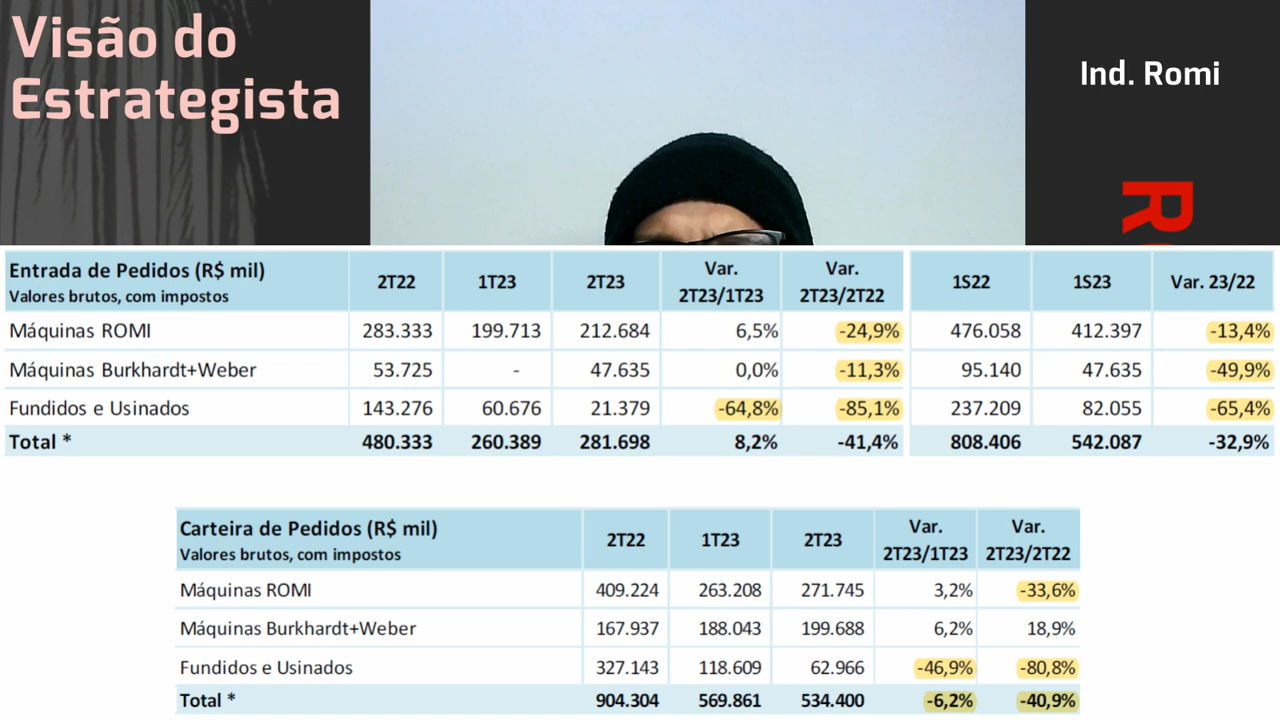 Visão do
Estrategista
Ind. Romi
Entrada de Pedidos (R$ mil)
Valores brutos, com impostos
2T22
1T23
2T23
Var.
2T23/1T23
Var.
2T23/2T22
1S22
1S23
Var. 23/22
Máquinas ROMI 283.333 199.713 212.684 6,5% -24,9% 476.058 412.397 -13,4%
Máquinas Burkhardt+Weber 53.725 - 47.635 0,0% -11,3% 95.140 47.635 -49,9%
Fundidos e Usinados 143.276 60.676 21.379 -64,8% -85,1% 237.209 82.055 -65,4%
Total * 480.333 260.389 281.698 8,2% -41,4% 808.406 542.087 -32,9%
Carteira de Pedidos (R$ mil)
Valores brutos, com impostos
2T22
1T23
2T23
Var.
2T23/1T23
Var.
2T23/2T22
Máquinas ROMI 409.224 263.208 271.745 3,2% -33,6%
Máquinas Burkhardt+Weber 167.937 188.043 199.688 6,2% 18,9%
Fundidos e Usinados 327.143 118.609 62.966 -46,9% -80,8%
Total * 904.304 569.861 534.400 -6,2% -40,9%